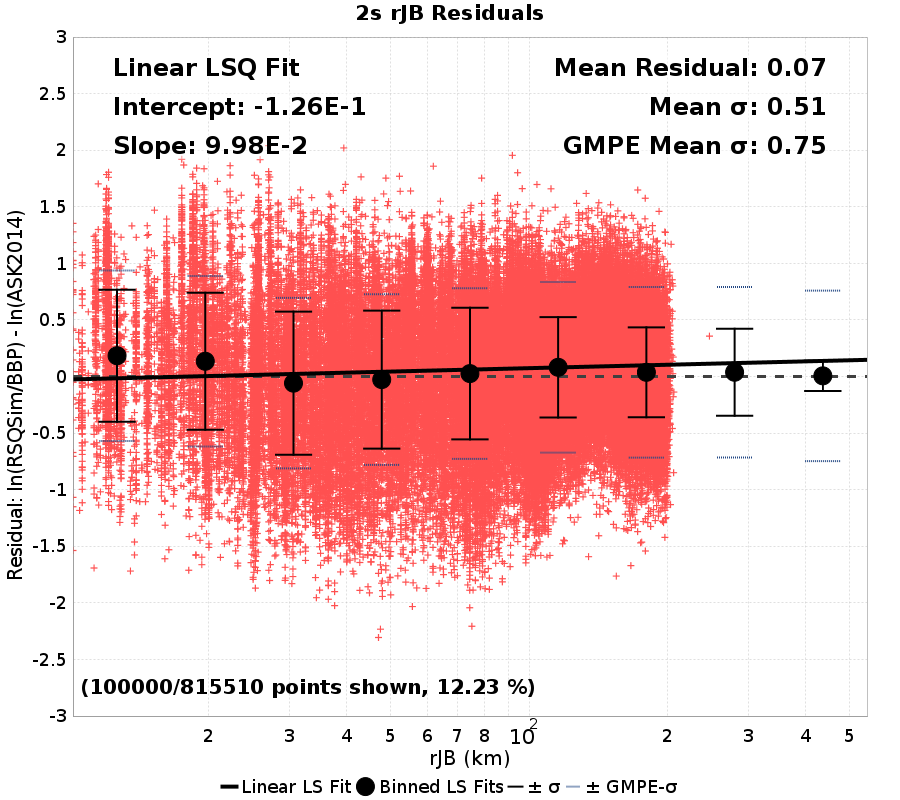 2s rJB Residuals
Linear LSQ Fit
Intercept: -1.26E-1
Slope: 9.98E-2
Mean Residual: 0.07
Mean σ: 0.51
GMPE Mean σ: 0.75
Residual: ln(RSQSim/BBP) - ln(ASK2014)
3
2.5
2
1.5
1
0.5
0
-0.5
-1
-1.5
-2
-2.5
-3
(100000/815510 points shown, 12.23 %)
2 3 4 5 6 7 8 10² 2 3 4 5
rJB (km)
Linear LS Fit Binned LS Fits ± σ ± GMPE-σ